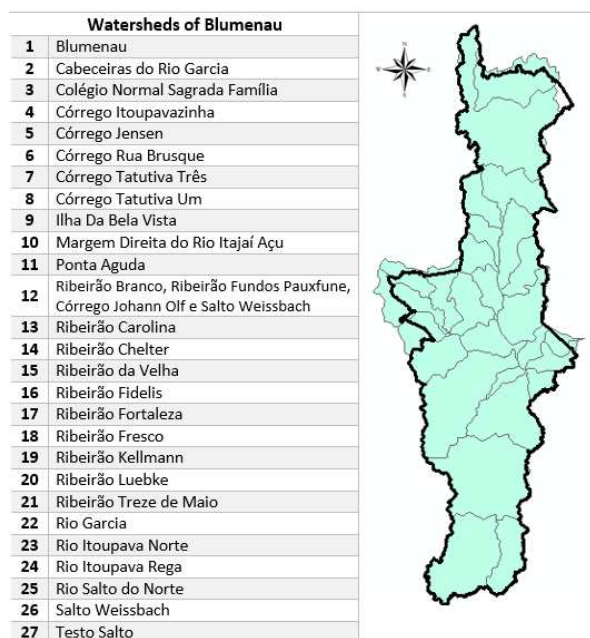 Watersheds of Blumenau
1 Blumenau
2 Cabeceiras do Rio Garcia
3 Colégio Normal Sagrada Família
4 Córrego Itoupavazinha
5 Córrego Jensen
6 Córrego Rua Brusque
7 Córrego Tatutiva Três
8 Córrego Tatutiva Um
9 Ilha Da Bela Vista
10 Margem Direita do Rio Itajaí Açu
11 Ponta Aguda
12 Ribeirão Branco, Ribeirão Fundos Pauxfune,
Córrego Johann Olf e Salto Weissbach
13 Ribeirão Carolina
14 Ribeirão Chelter
15 Ribeirão da Velha
16 Ribeirão Fidelis
17 Ribeirão Fortaleza
18 Ribeirão Fresco
19 Ribeirão Kellmann
20 Ribeirão Luebke
21 Ribeirão Treze de Maio
22 Rio Garcia
23 Rio Itoupava Norte
24 Rio Itoupava Rega
25 Rio Salto do Norte
26 Salto Weissbach
27 Testo Salto